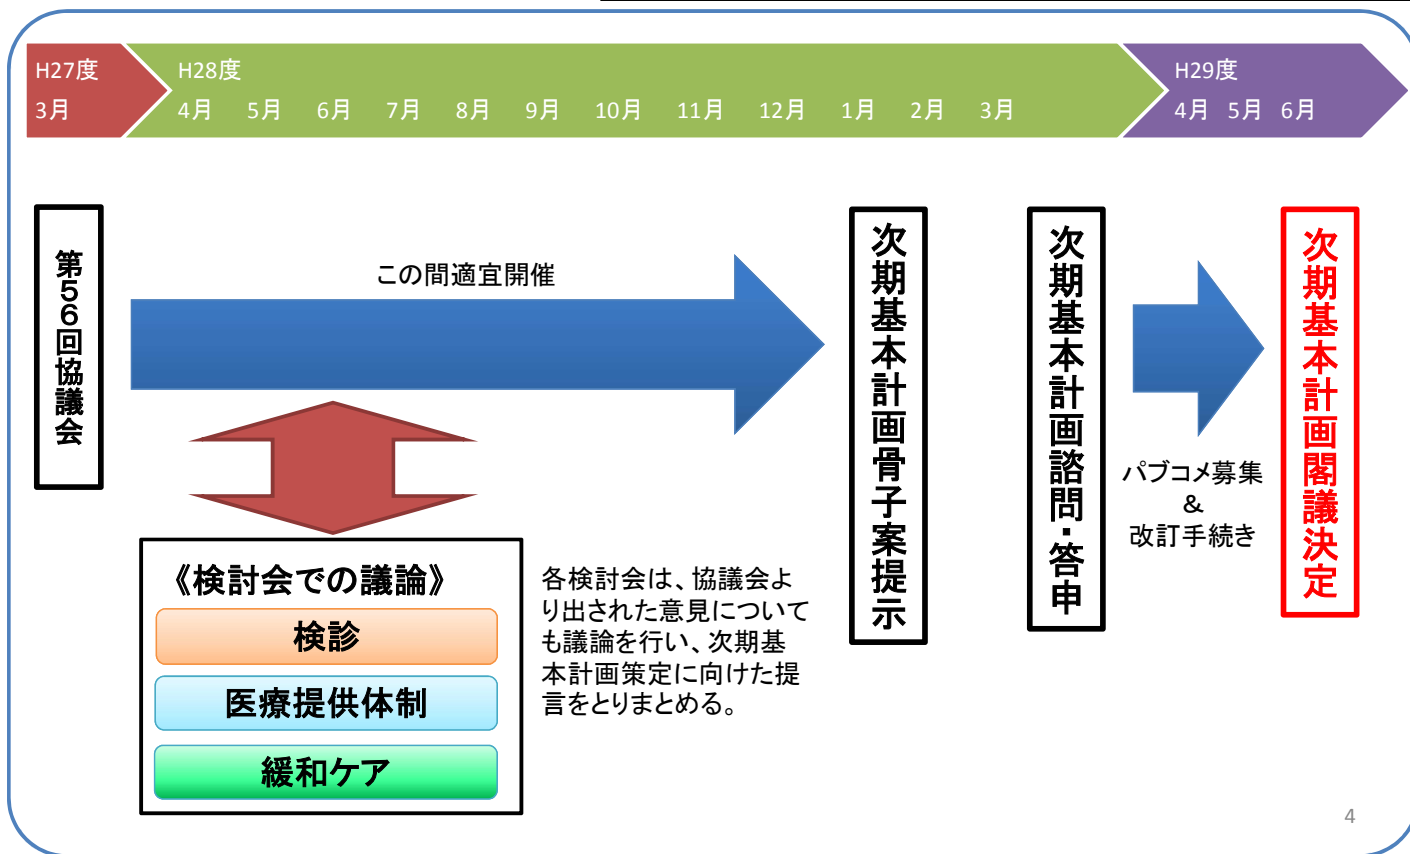 H27度
3月
H28度
4月 5月 6月 7月 8月 9月 10月 11月 12月 1月 2月 3月
H29度
4月 5月 6月
第56回協議会
この間適宜開催
次期基本計画骨子案提示
次期基本計画諮問・答申
パブコメ募集
&
改訂手続き
次期基本計画閣議決定
《検討会での議論》
検診
医療提供体制
緩和ケア
各検討会は、協議会よ
り出された意見について
も議論を行い、次期基
本計画策定に向けた提
言をとりまとめる。
4